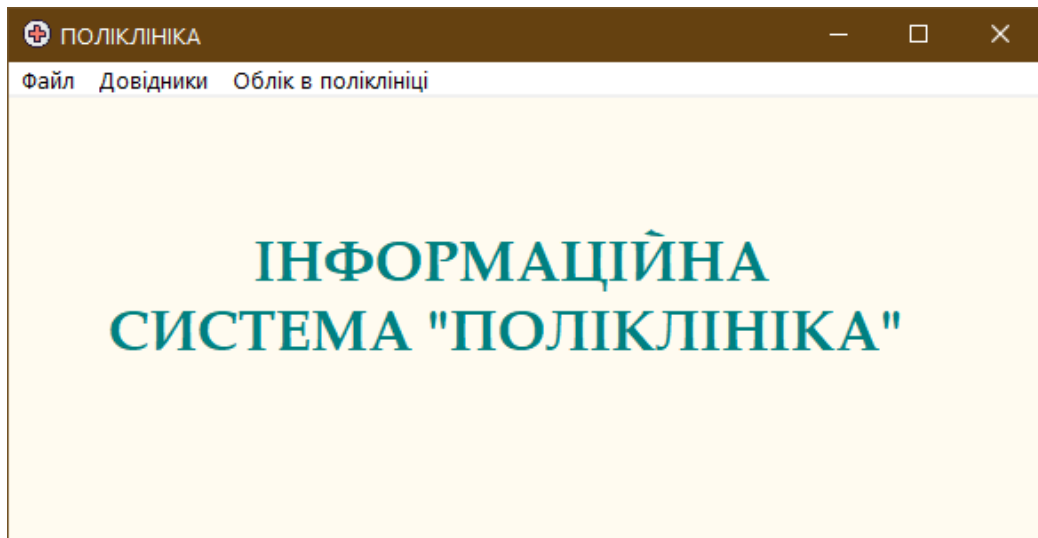 ПОЛІКЛІНІКА
Файл Довідники Облік в поліклініці
ІНФОРМАЦІЙНА
СИСТЕМА "ПОЛІКЛІНІКА"